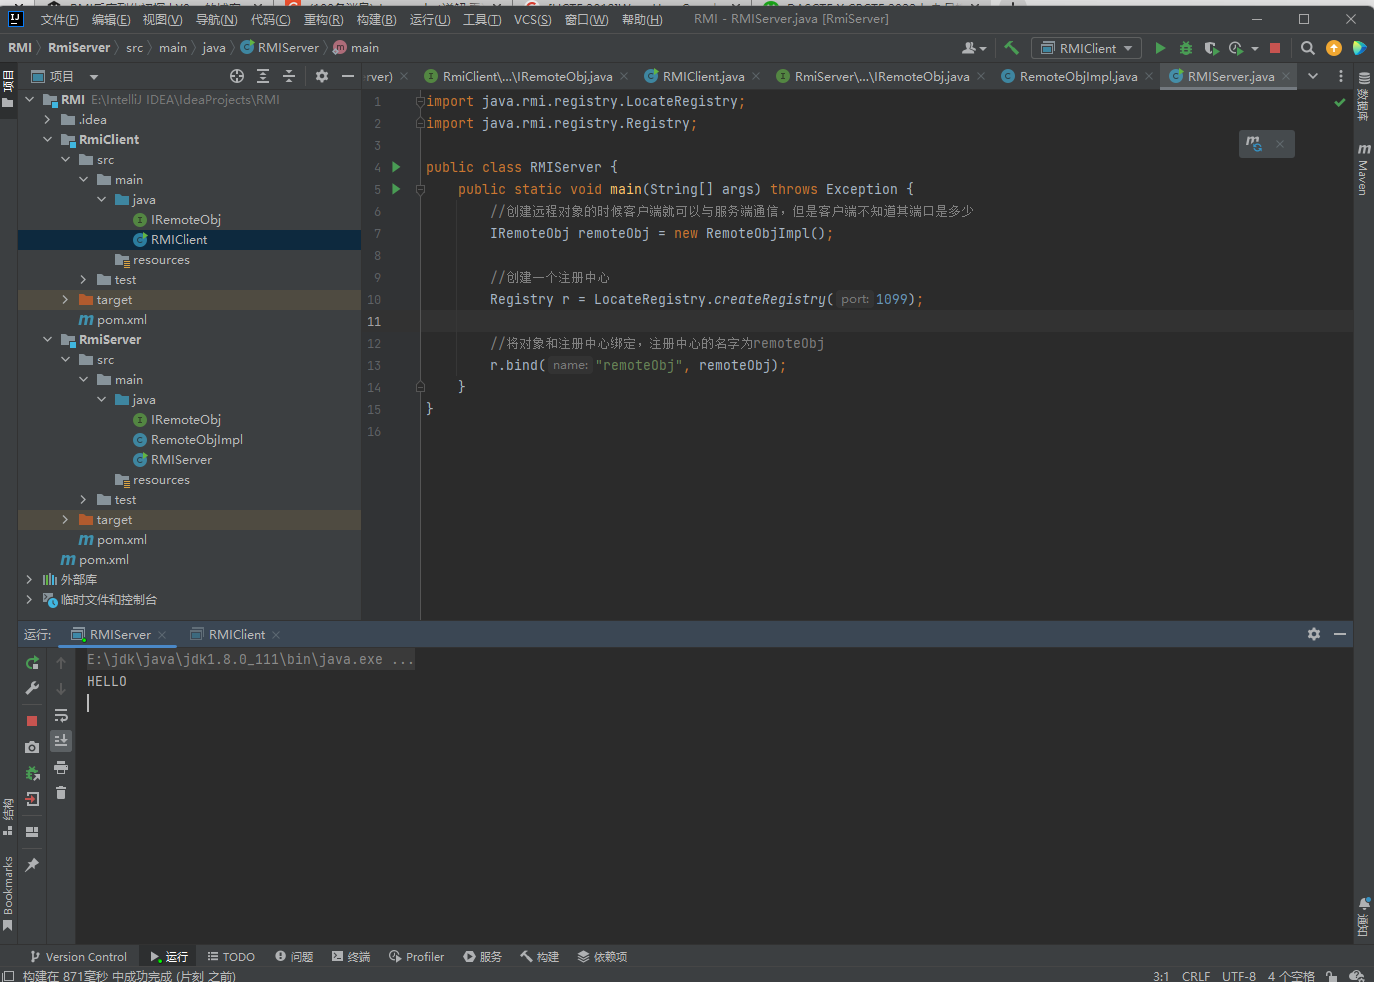 文件(F) 编辑(E) 视图(V) 导航(N) 代码(C) 重构(R) 构建(B) 运行(U) 工具(T) VCS(S) 窗口(W) 帮助(H) RMI - RMIServer.java [RmiServer]
RMI RmiServer src main java RMIServer main RMIClient
项目 rver) RmiClient\...\IRemoteObj.java RMIClient.java RmiServer\...\IRemoteObj.java RemoteObjImpl.java RMIServer.java
RMI E:\IntelliJ IDEA\IdeaProjects\RMI
.idea
RmiClient
src
main
java
IRemoteObj
RMIClient
resources
test
target
pom.xml
RmiServer
src
main
java
IRemoteObj
RemoteObjImpl
RMIServer
resources
test
target
pom.xml
pom.xml
外部库
临时文件和控制台
1 import java.rmi.registry.LocateRegistry;
2 import java.rmi.registry.Registry;
3
4 public class RMIServer {
5 public static void main(String[] args) throws Exception {
6 //创建远程对象的时候客户端就可以与服务端通信，但是客户端不知道其端口是多少
7 IRemoteObj remoteObj = new RemoteObjImpl();
8
9 //创建一个注册中心
10 Registry r = LocateRegistry.createRegistry( port: 1099);
11
12 //将对象和注册中心绑定，注册中心的名字为remoteObj
13 r.bind( name: "remoteObj", remoteObj);
14 }
15 }
16
项目
结构
Bookmarks
数据库
Maven
通知
运行: RMIServer RMIClient
E:\jdk\java\jdk1.8.0_111\bin\java.exe ...
HELLO
Version Control 运行 TODO 问题 终端 Profiler 服务 构建 依赖项
构建在 871毫秒 中成功完成 (片刻 之前) 3:1 CRLF UTF-8 4 个空格